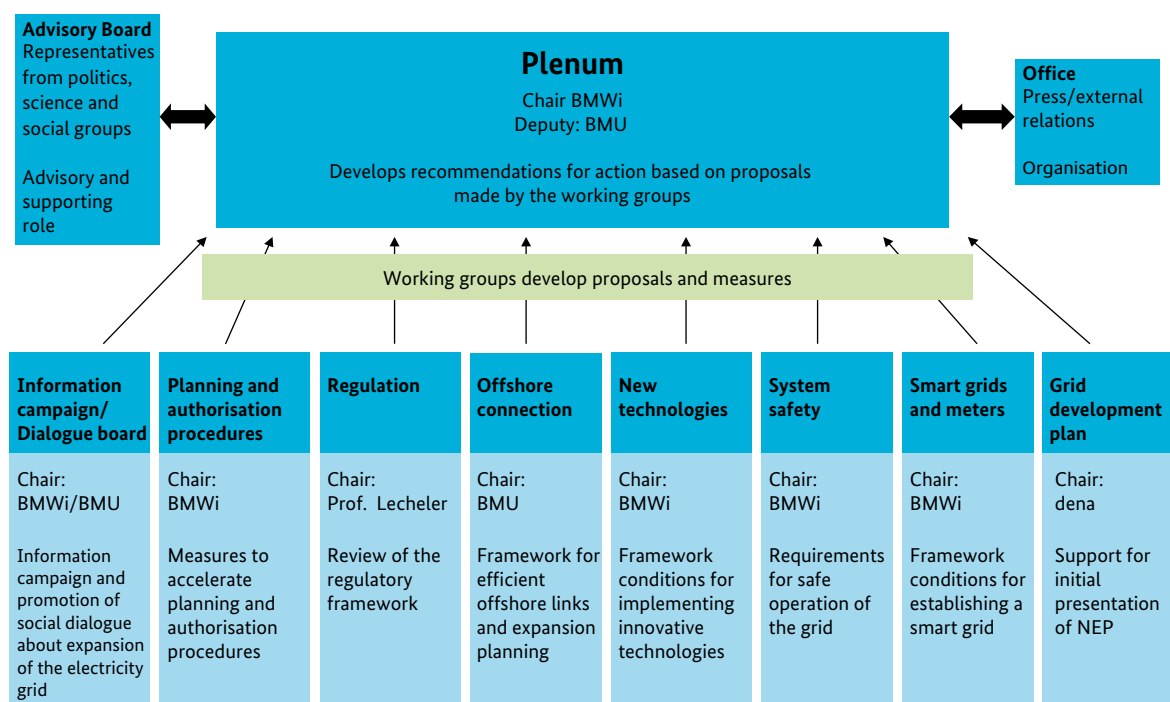 Advisory Board
Representatives
from politics,
science and
social groups
Advisory and
supporting
role
Plenum
Chair BMWi
Deputy: BMU
Develops recommendations for action based on proposals
made by the working groups
Office
Press/external
relations
Organisation
Working groups develop proposals and measures
Information
campaign/
Dialogue board
Chair:
BMWi/BMU
Information
campaign and
promotion of
social dialogue
about expansion
of the electricity
grid
Planning and
authorisation
procedures
Chair:
BMWi
Measures to
accelerate
planning and
authorisation
procedures
Regulation
Chair:
Prof. Lecheler
Review of the
regulatory
framework
Offshore
connection
Chair:
BMU
Framework for
efficient
offshore links
and expansion
planning
New
technologies
Chair:
BMWi
Framework
conditions for
implementing
innovative
technologies
System
safety
Chair:
BMWi
Requirements
for safe
operation of
the grid
Smart grids
and meters
Chair:
BMWi
Framework
conditions for
establishing a
smart grid
Grid
development
plan
Chair:
dena
Support for
initial
presentation
of NEP